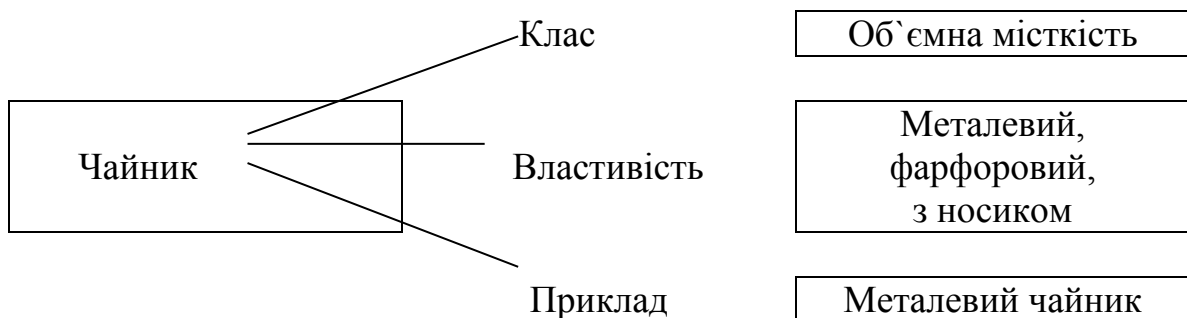 Клас
Об`ємна місткість
Чайник
Властивість
Металевий,
фарфоровий,
з носиком
Приклад
Металевий чайник